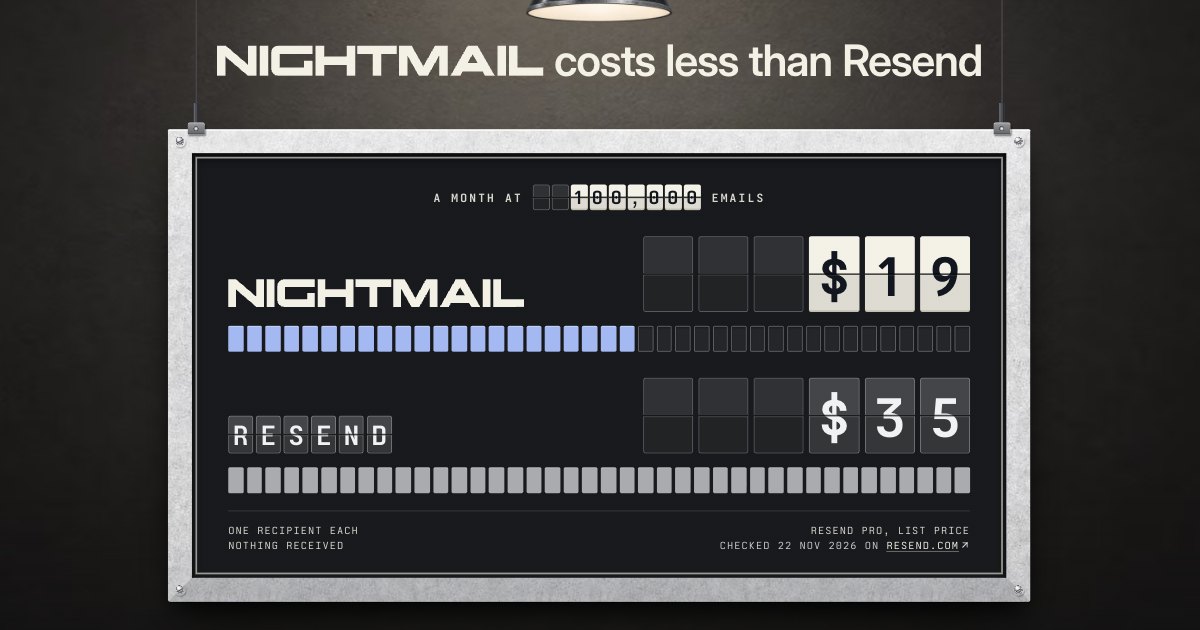 NIGHTMAIL costs less than Resend
A MONTH AT 100,000 EMAILS
NIGHTMAIL $19
RESEND $35
ONE RECIPIENT EACH
NOTHING RECEIVED
RESEND PRO, LIST PRICE
CHECKED 22 NOV 2026 ON RESEND.COM↗